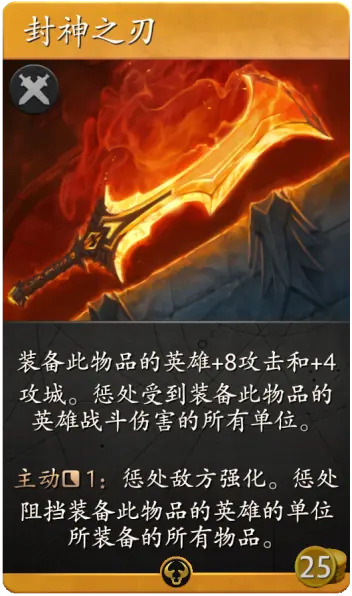 封神之刃
装备此物品的英雄+8攻击和+4
攻城。惩处受到装备此物品的
英雄战斗伤害的所有单位。
主动 1：惩处敌方强化。惩处
阻挡装备此物品的英雄的单位
所装备的所有物品。
25